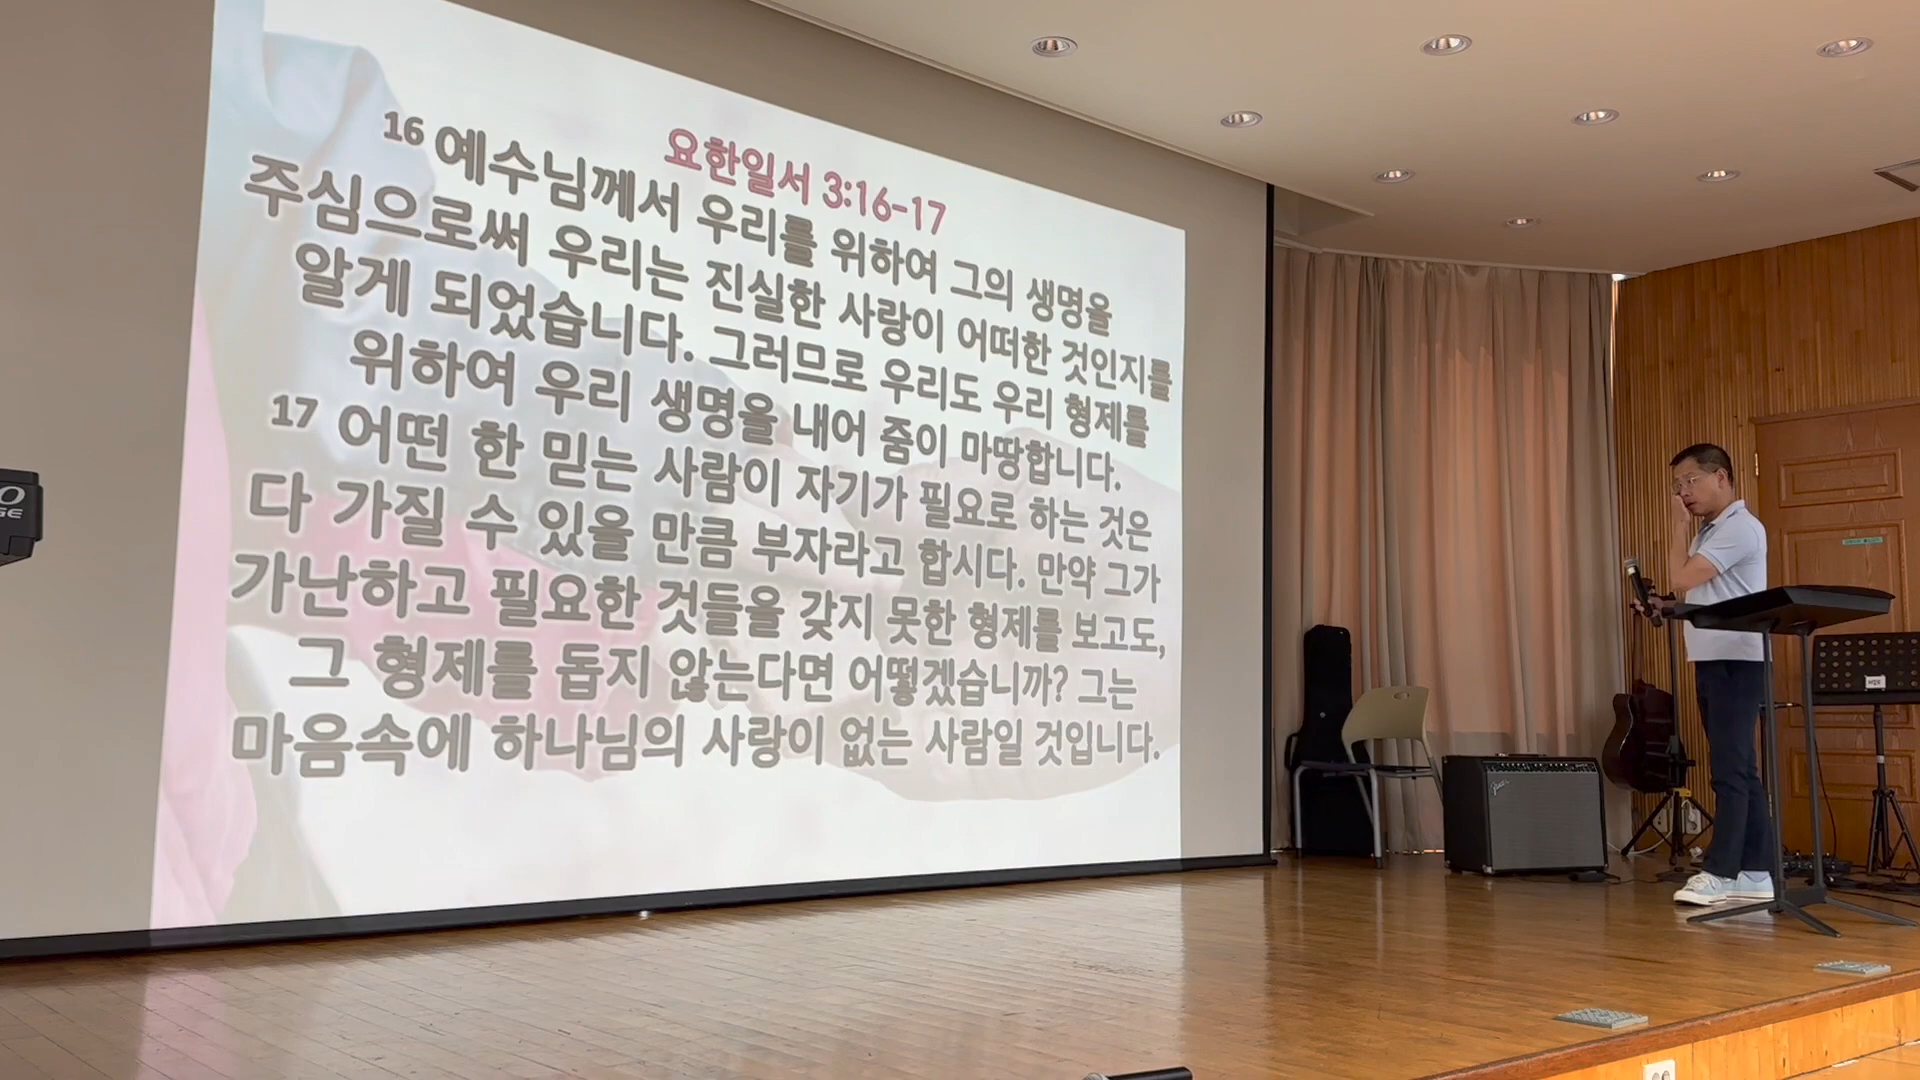 요한일서 3:16-17
16 예수님께서 우리를 위하여 그의 생명을
주심으로써 우리는 진실한 사랑이 어떠한 것인지를
알게 되었습니다. 그러므로 우리도 우리 형제를
위하여 우리 생명을 내어 줌이 마땅합니다.
17 어떤 한 믿는 사람이 자기가 필요로 하는 것은
다 가질 수 있을 만큼 부자라고 합시다. 만약 그가
가난하고 필요한 것들을 갖지 못한 형제를 보고도,
그 형제를 돕지 않는다면 어떻겠습니까? 그는
마음속에 하나님의 사랑이 없는 사람일 것입니다.
Fender